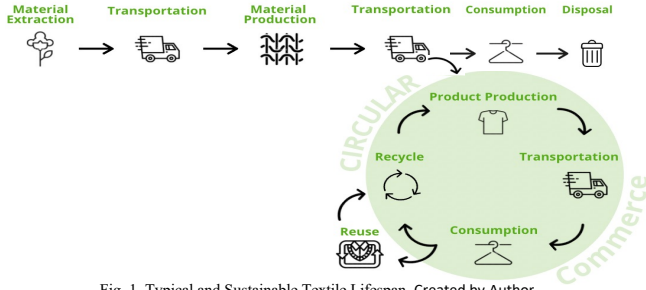 Material
Extraction
Transportation
Material
Production
Transportation
Consumption
Disposal
CIRCULAR
Product Production
Recycle
Transportation
Reuse
Consumption
Commerce
Fig. 1. Typical and Sustainable Textile Lifespan. Created by Author